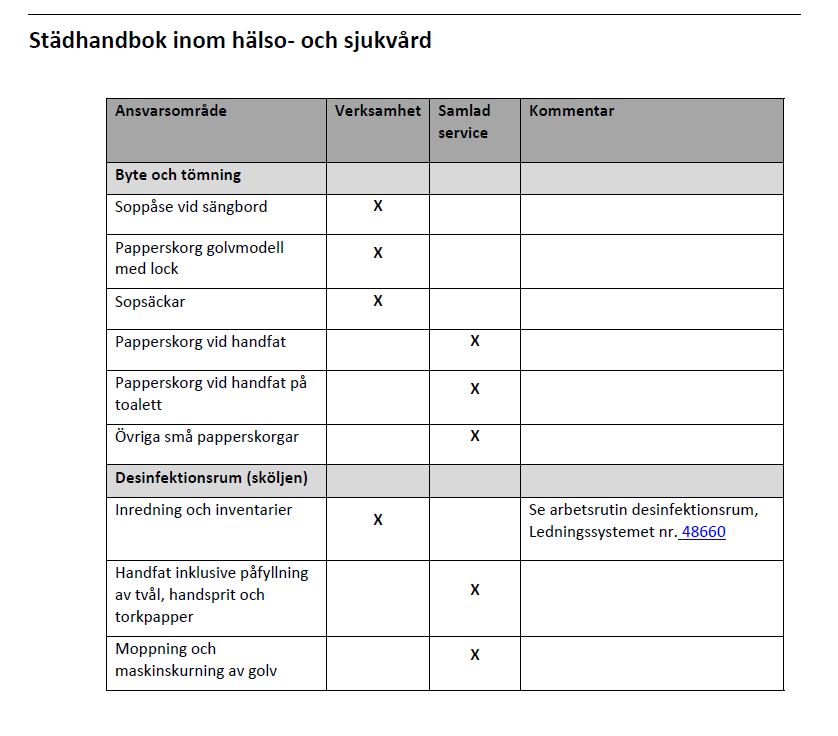 Städhandbok inom hälso- och sjukvård
Ansvarsområde Verksamhet Samlad service Kommentar
Byte och tömning
Soppåse vid sängbord X
Papperskorg golvmodell
med lock X
Sopsäckar X
Papperskorg vid handfat X
Papperskorg vid handfat på
toalett X
Övriga små papperskorgar X
Desinfektionsrum (sköljen)
Inredning och inventarier X Se arbetsrutin desinfektionsrum,
Ledningssystemet nr. 48660
Handfat inklusive påfyllning
av tvål, handsprit och X
torkpapper
Moppning och
maskinskurning av golv X